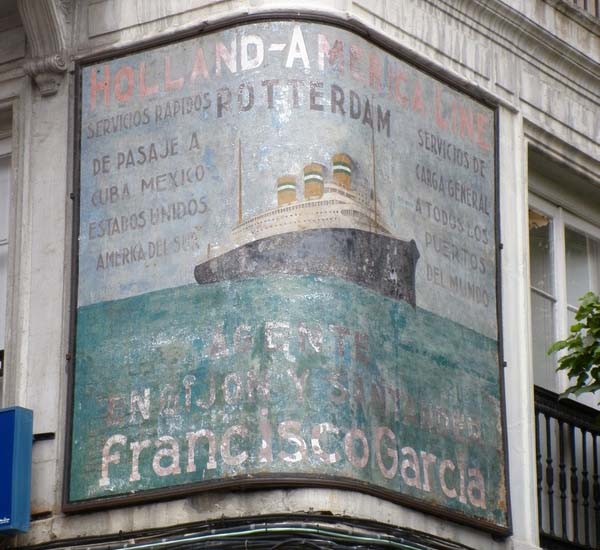 HOLLAND-AMERICA LINE
ROTTERDAM
SERVICIOS RAPIDOS
DE PASAJE A
CUBA MEXICO
ESTADOS UNIDOS
AMERICA DEL SUR
SERVICIOS DE
CARGA GENERAL
A TODOS LOS
PUERTOS
DEL MUNDO
AGENTE
EN GIJON Y SANTANDER
Francisco Garcia